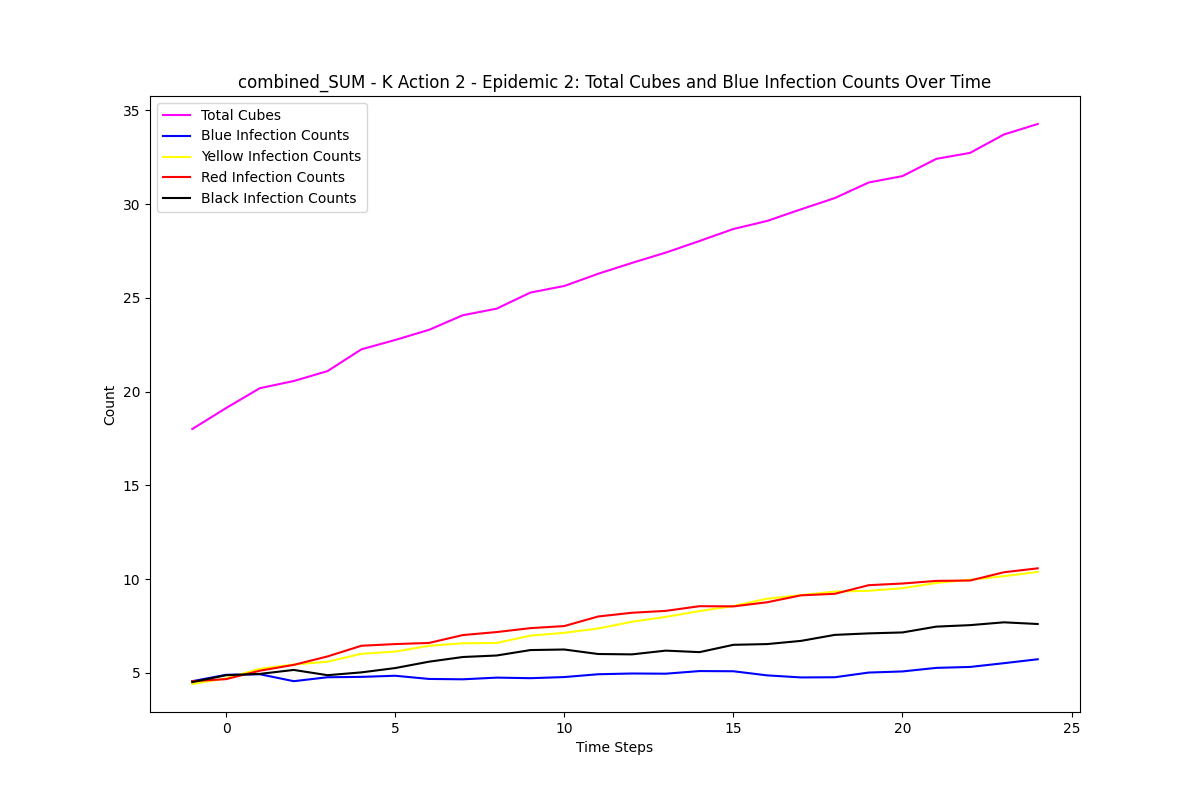 combined_SUM - K Action 2 - Epidemic 2: Total Cubes and Blue Infection Counts Over Time
Total Cubes
Blue Infection Counts
Yellow Infection Counts
Red Infection Counts
Black Infection Counts
35
30
25
20
15
10
5
Count
0 5 10 15 20 25
Time Steps